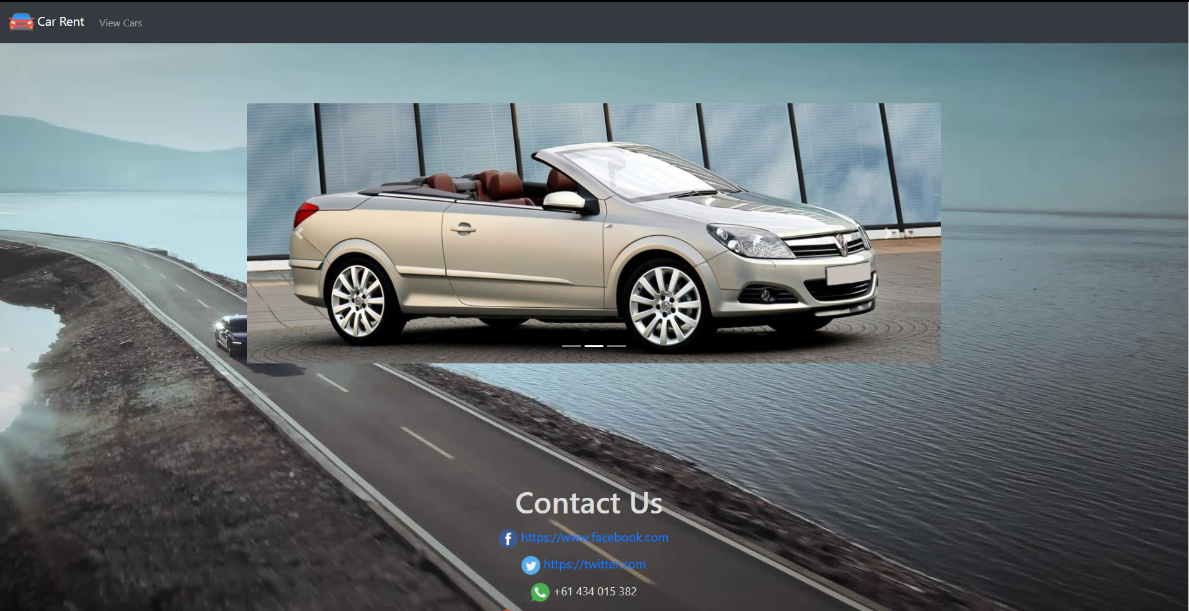 Car Rent View Cars
Contact Us
https://www.facebook.com
https://twitter.com
+61 434 015 382